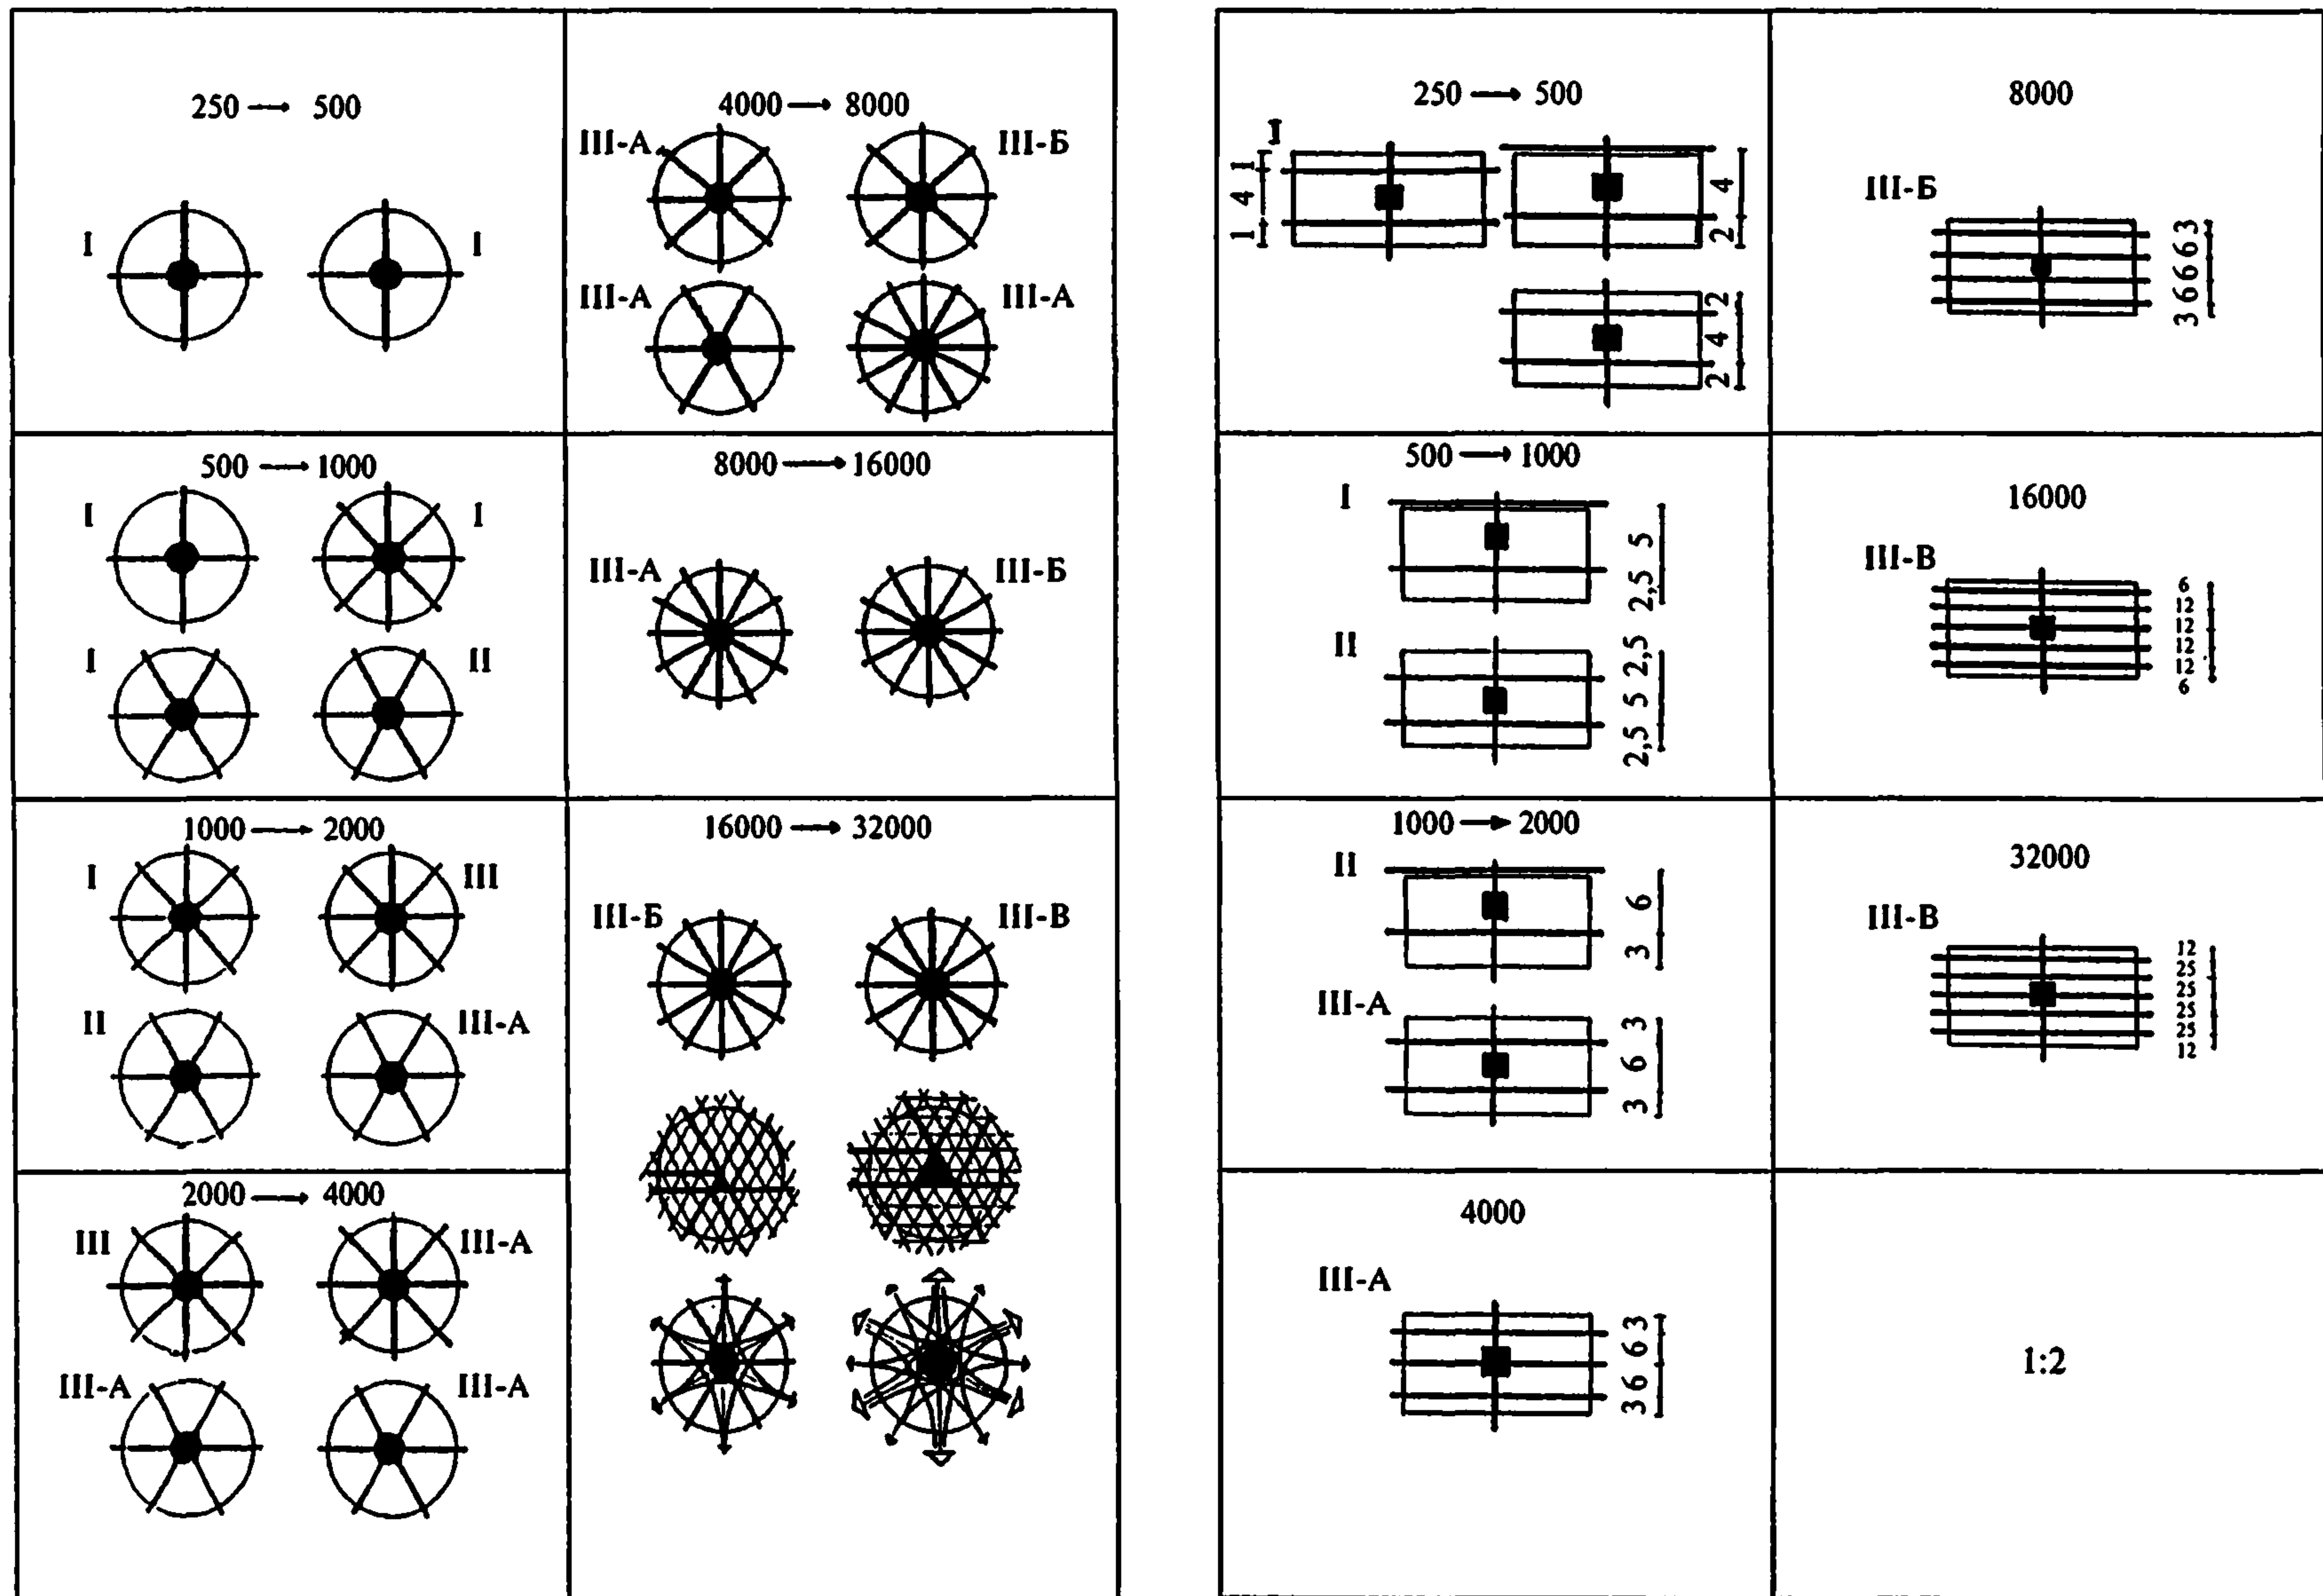 250 → 500
I I
500 → 1000
I I
I II
1000 → 2000
I III
II III-А
2000 → 4000
III III-А
III-А III-А
4000 → 8000
III-А III-Б
III-А III-А
8000 → 16000
III-А III-Б
16000 → 32000
III-Б III-В
250 → 500
I
1 4 1
2 4
2 4 2
500 → 1000
I
2,5 5
II
2,5 5 2,5
1000 → 2000
II
3 6
III-А
3 6 3
4000
III-А
3 6 6 3
8000
III-Б
3 6 6 6 3
16000
III-В
6
12
12
12
12
6
32000
III-В
12
25
25
25
25
12
1:2